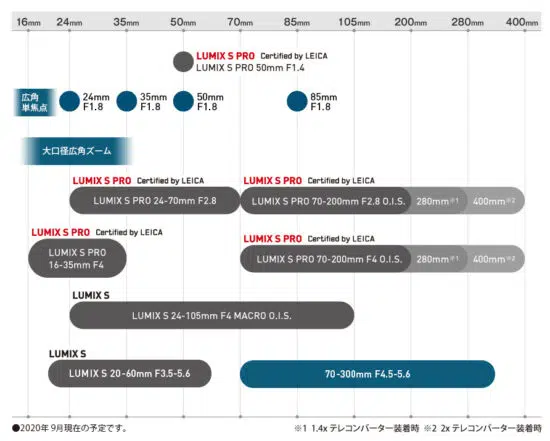 16mm 24mm 35mm 50mm 70mm 85mm 105mm 200mm 280mm 400mm
LUMIX S PRO Certified by LEICA
LUMIX S PRO 50mm F1.4
広角
単焦点
24mm
F1.8
35mm
F1.8
50mm
F1.8
85mm
F1.8
大口径広角ズーム
LUMIX S PRO Certified by LEICA
LUMIX S PRO 24-70mm F2.8
LUMIX S PRO Certified by LEICA
LUMIX S PRO 70-200mm F2.8 O.I.S. 280mm※1 400mm※2
LUMIX S PRO Certified by LEICA
LUMIX S PRO
16-35mm F4
LUMIX S PRO Certified by LEICA
LUMIX S PRO 70-200mm F4 O.I.S. 280mm※1 400mm※2
LUMIX S
LUMIX S 24-105mm F4 MACRO O.I.S.
LUMIX S
LUMIX S 20-60mm F3.5-5.6
70-300mm F4.5-5.6
●2020年 9月現在の予定です。 ※1 1.4x テレコンバーター装着時 ※2 2x テレコンバーター装着時